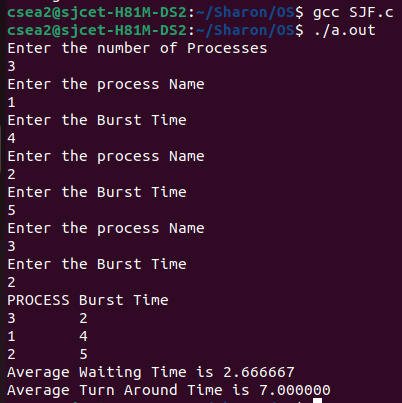 csea2@sjcet-H81M-DS2:~/Sharon/OS$ gcc SJF.c
csea2@sjcet-H81M-DS2:~/Sharon/OS$ ./a.out
Enter the number of Processes
3
Enter the process Name
1
Enter the Burst Time
4
Enter the process Name
2
Enter the Burst Time
5
Enter the process Name
3
Enter the Burst Time
2
PROCESS Burst Time
3 2
1 4
2 5
Average Waiting Time is 2.666667
Average Turn Around Time is 7.000000